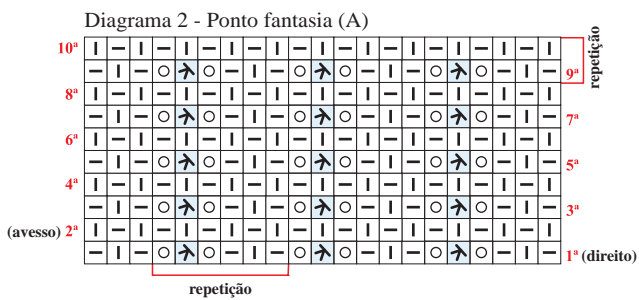 Diagrama 2 - Ponto fantasia (A)
10ª
repetição
9ª
8ª
7ª
6ª
5ª
4ª
3ª
(avesso) 2ª
1ª (direito)
repetição